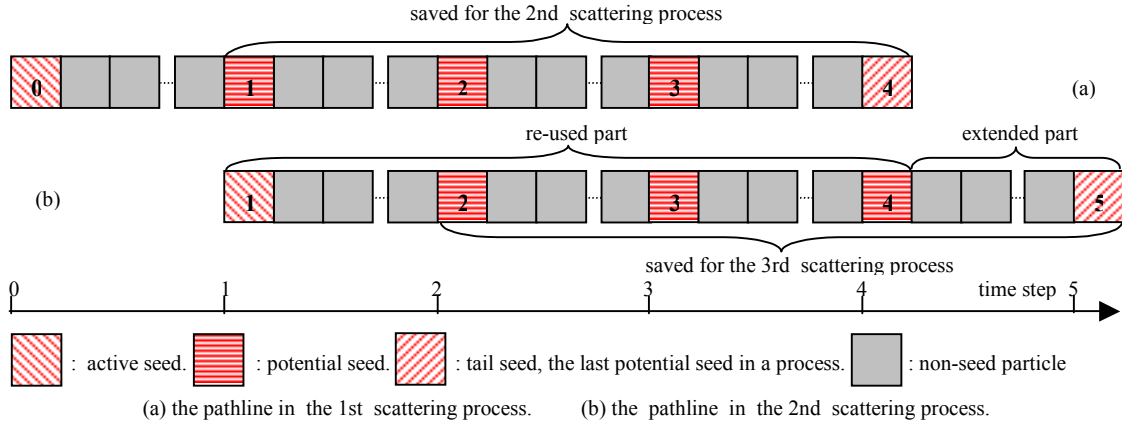 saved for the 2nd scattering process
0 1 2 3 4
(a)
re-used part extended part
(b)
1 2 3 4 5
saved for the 3rd scattering process
0 1 2 3 4 time step 5
: active seed. : potential seed. : tail seed, the last potential seed in a process. : non-seed particle
(a) the pathline in the 1st scattering process. (b) the pathline in the 2nd scattering process.